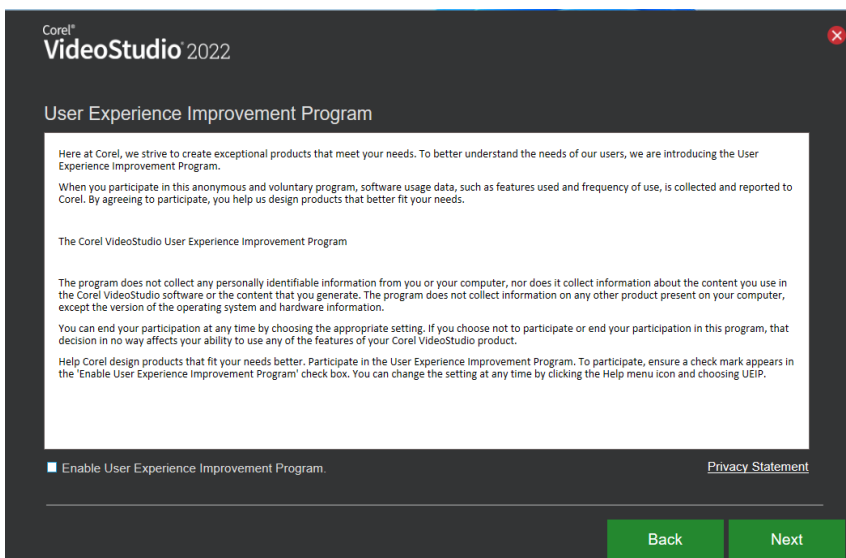 Corel®
VideoStudio® 2022
User Experience Improvement Program
Here at Corel, we strive to create exceptional products that meet your needs. To better understand the needs of our users, we are introducing the User
Experience Improvement Program.
When you participate in this anonymous and voluntary program, software usage data, such as features used and frequency of use, is collected and reported to
Corel. By agreeing to participate, you help us design products that better fit your needs.
The Corel VideoStudio User Experience Improvement Program
The program does not collect any personally identifiable information from you or your computer, nor does it collect information about the content you use in
the Corel VideoStudio software or the content that you generate. The program does not collect information on any other product present on your computer,
except the version of the operating system and hardware information.
You can end your participation at any time by choosing the appropriate setting. If you choose not to participate or end your participation in this program, that
decision in no way affects your ability to use any of the features of your Corel VideoStudio product.
Help Corel design products that fit your needs better. Participate in the User Experience Improvement Program. To participate, ensure a check mark appears in
the 'Enable User Experience Improvement Program' check box. You can change the setting at any time by clicking the Help menu icon and choosing UEIP.
Enable User Experience Improvement Program.
Privacy Statement
Back
Next